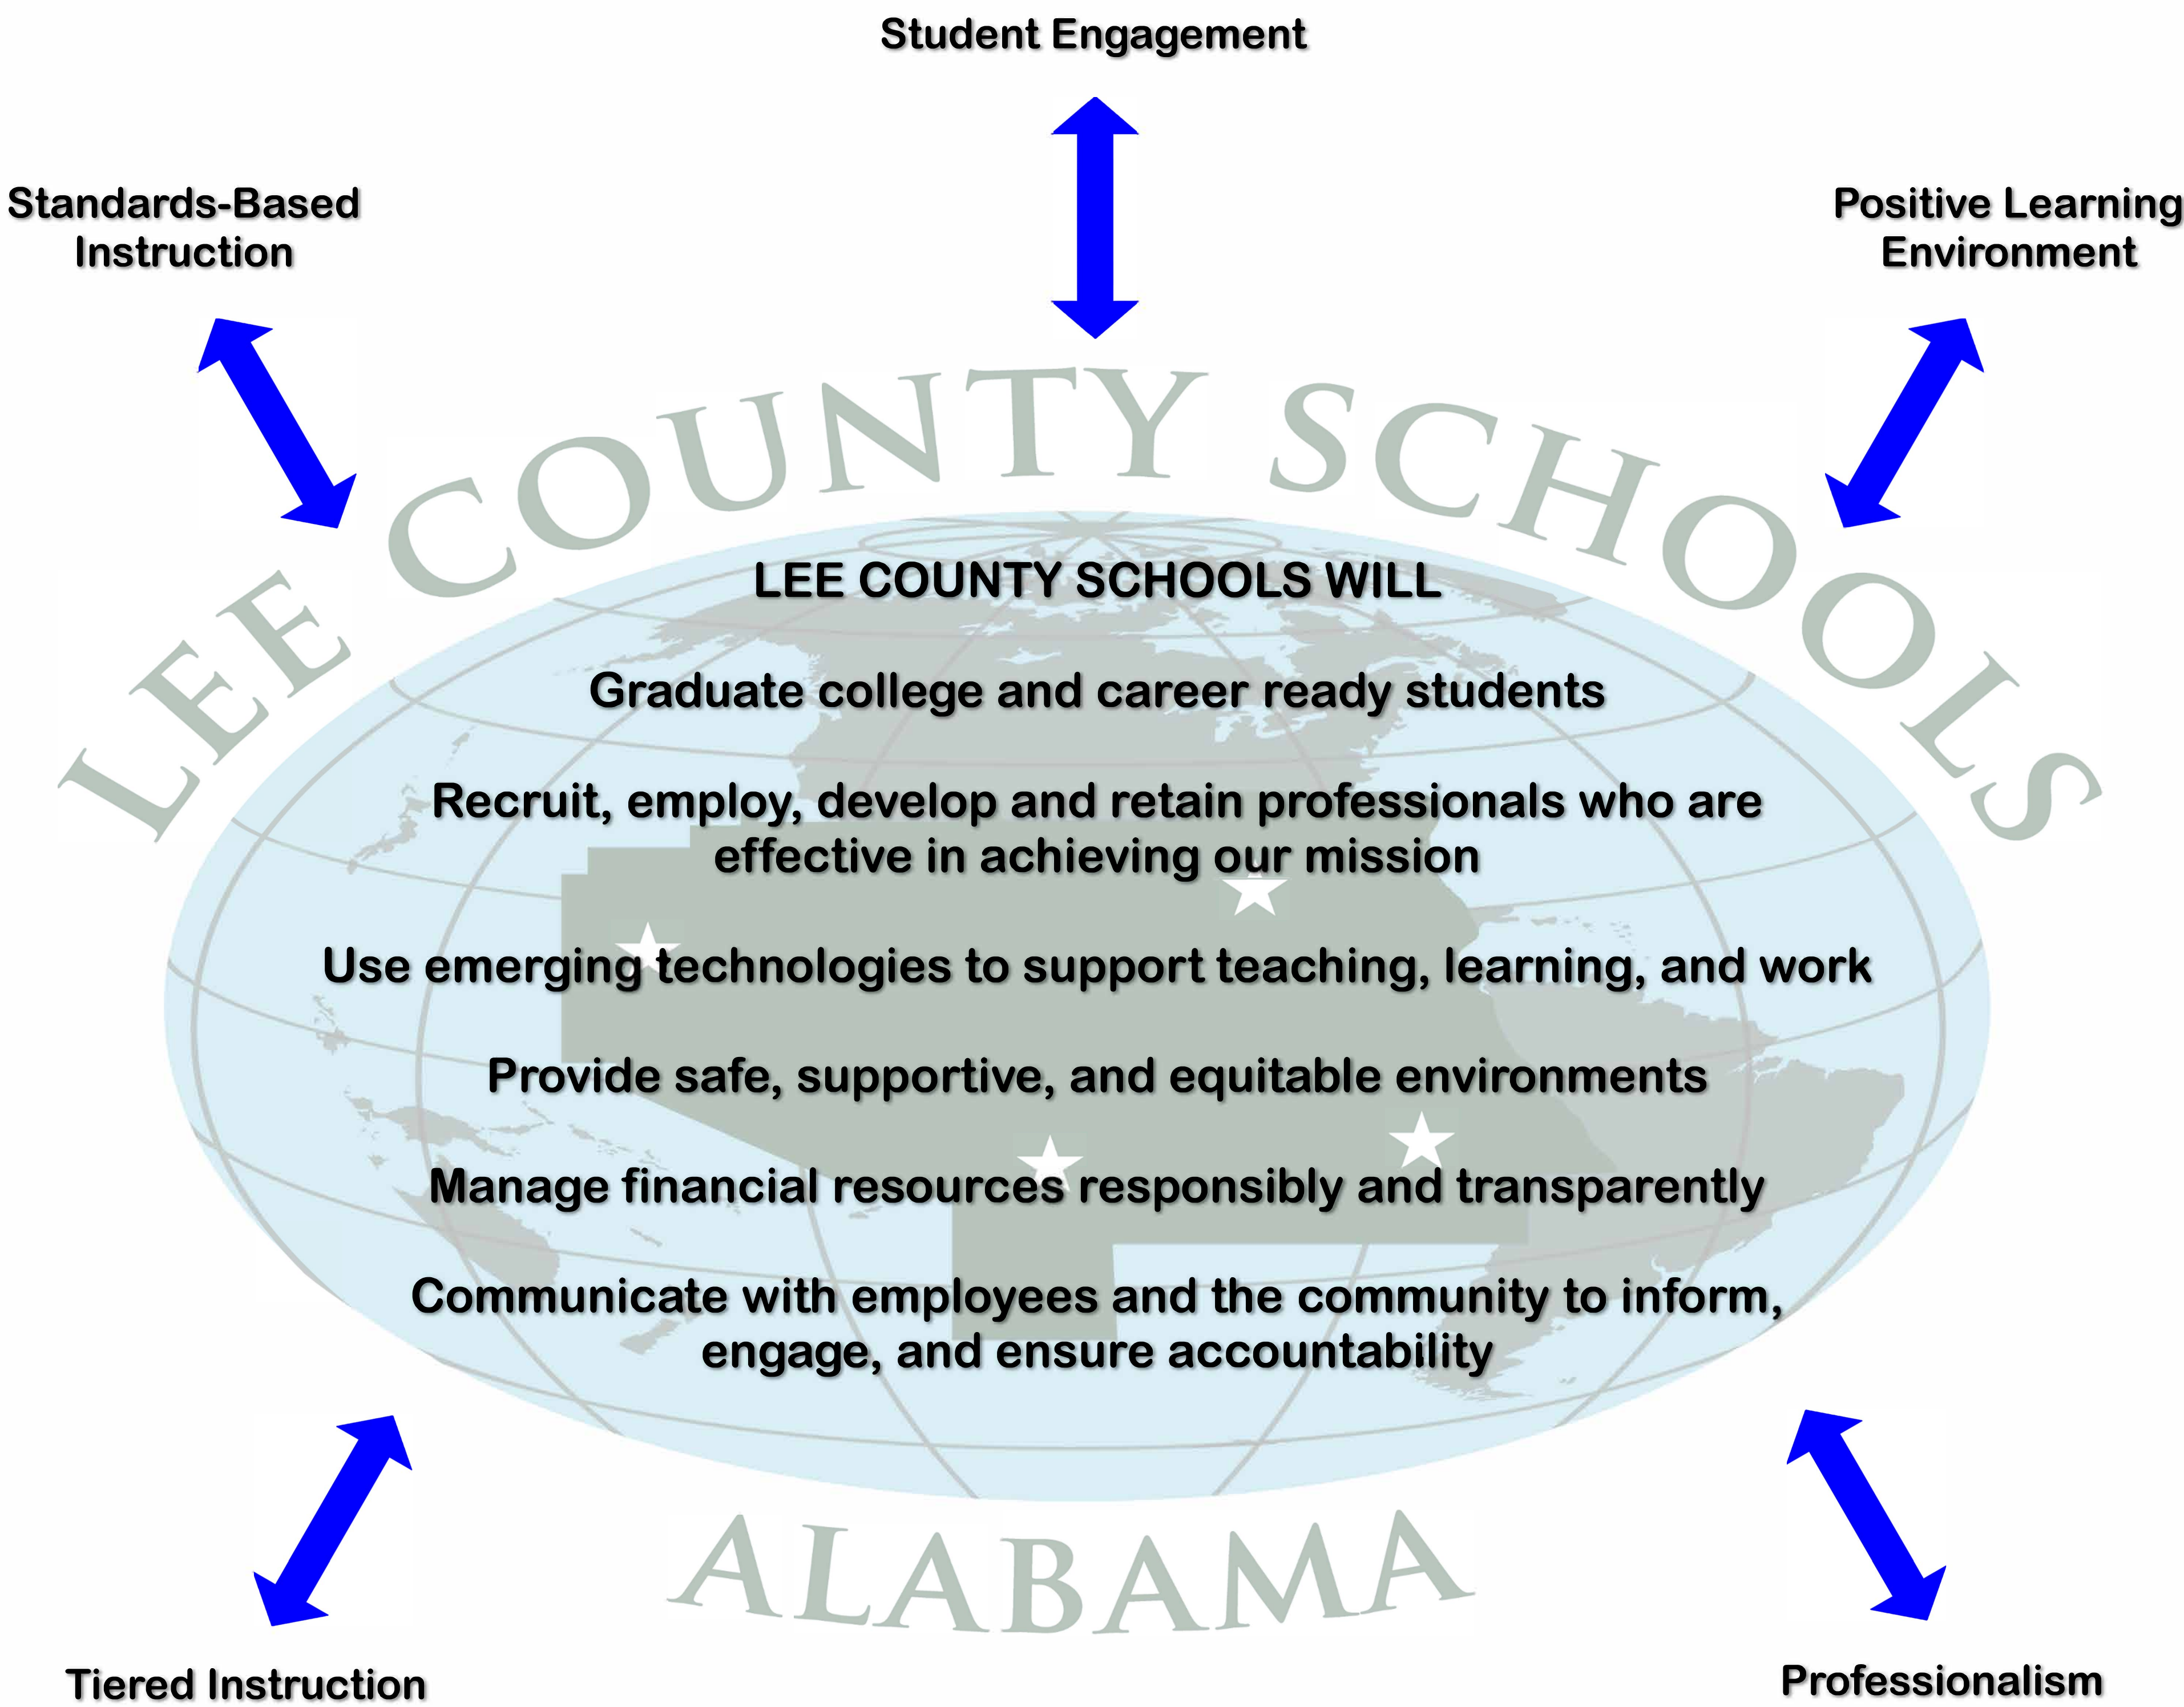 Student Engagement
Standards-Based
Instruction
Positive Learning
Environment
LEE COUNTY SCHOOLS
LEE COUNTY SCHOOLS WILL
Graduate college and career ready students
Recruit, employ, develop and retain professionals who are
effective in achieving our mission
Use emerging technologies to support teaching, learning, and work
Provide safe, supportive, and equitable environments
Manage financial resources responsibly and transparently
Communicate with employees and the community to inform,
engage, and ensure accountability
ALABAMA
Tiered Instruction
Professionalism